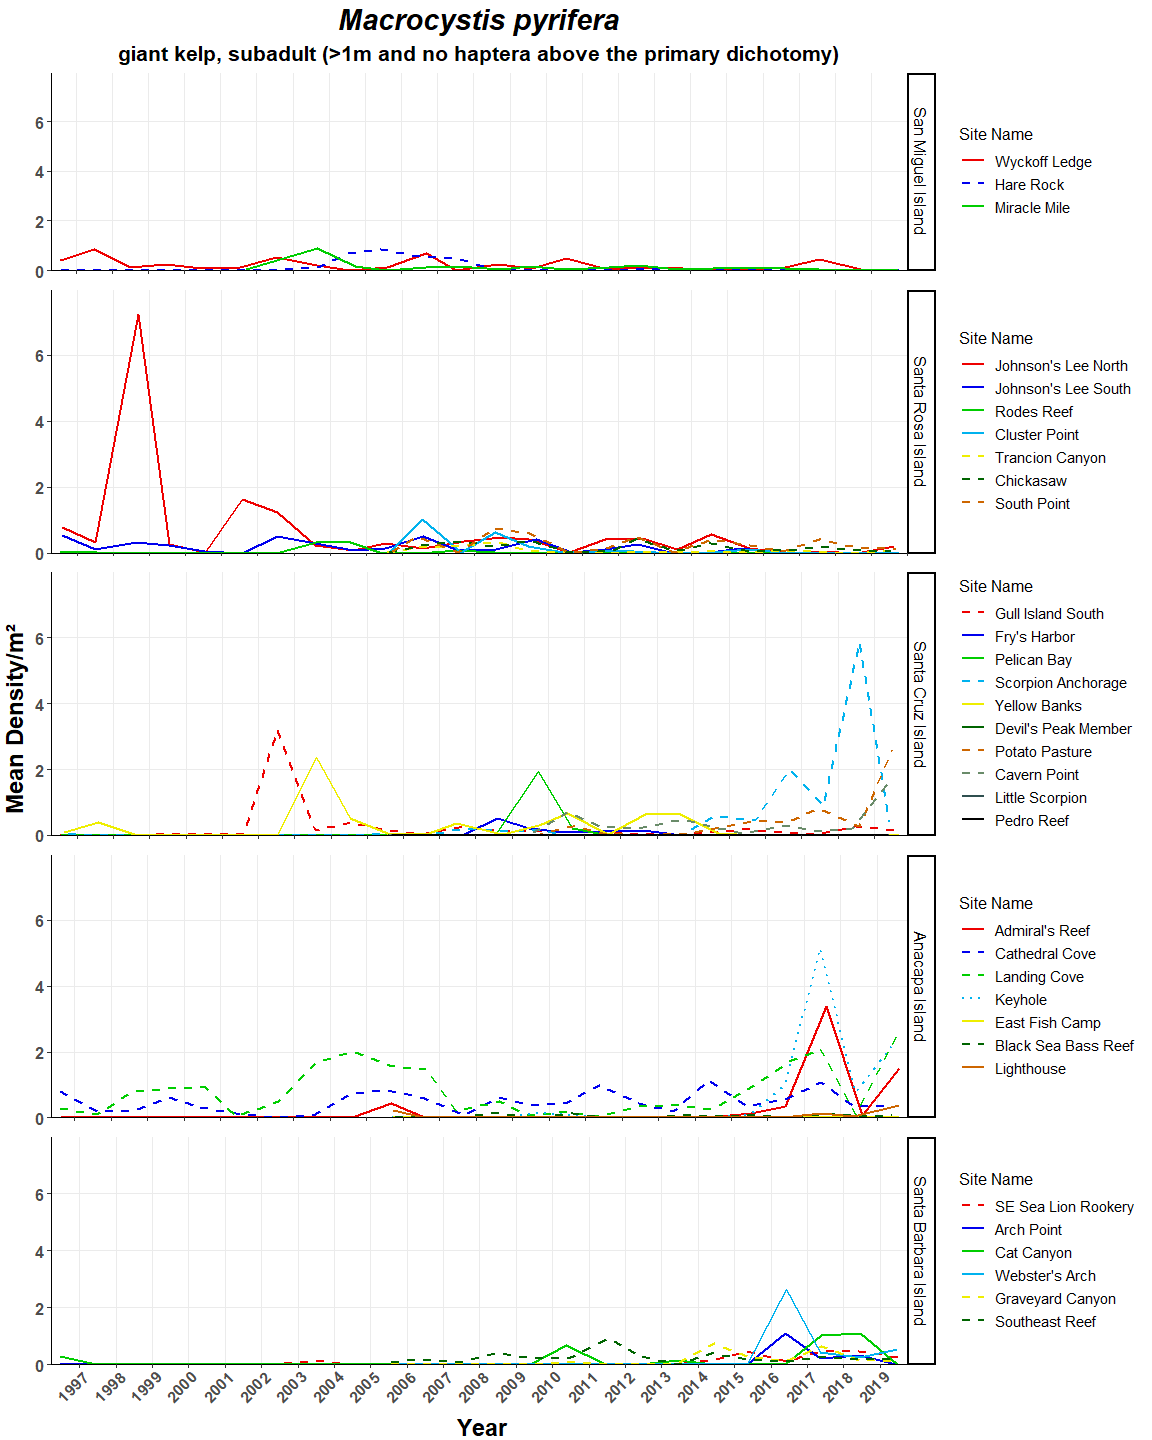 Macrocystis pyrifera
giant kelp, subadult (>1m and no haptera above the primary dichotomy)
Mean Density/m²
6
4
2
0
San Miguel Island
Site Name
Wyckoff Ledge
Hare Rock
Miracle Mile
6
4
2
0
Santa Rosa Island
Site Name
Johnson's Lee North
Johnson's Lee South
Rodes Reef
Cluster Point
Trancion Canyon
Chickasaw
South Point
6
4
2
0
Santa Cruz Island
Site Name
Gull Island South
Fry's Harbor
Pelican Bay
Scorpion Anchorage
Yellow Banks
Devil's Peak Member
Potato Pasture
Cavern Point
Little Scorpion
Pedro Reef
6
4
2
0
Anacapa Island
Site Name
Admiral's Reef
Cathedral Cove
Landing Cove
Keyhole
East Fish Camp
Black Sea Bass Reef
Lighthouse
6
4
2
0
Santa Barbara Island
Site Name
SE Sea Lion Rookery
Arch Point
Cat Canyon
Webster's Arch
Graveyard Canyon
Southeast Reef
1997 1998 1999 2000 2001 2002 2003 2004 2005 2006 2007 2008 2009 2010 2011 2012 2013 2014 2015 2016 2017 2018 2019
Year